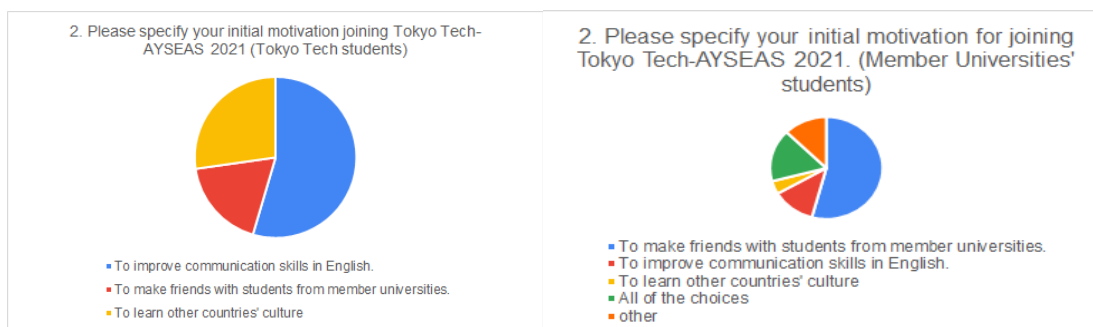 2. Please specify your initial motivation joining Tokyo Tech-
AYSEAS 2021 (Tokyo Tech students)
To improve communication skills in English.
To make friends with students from member universities.
To learn other countries' culture
2. Please specify your initial motivation for joining
Tokyo Tech-AYSEAS 2021. (Member Universities'
students)
To make friends with students from member universities.
To improve communication skills in English.
To learn other countries' culture
All of the choices
other